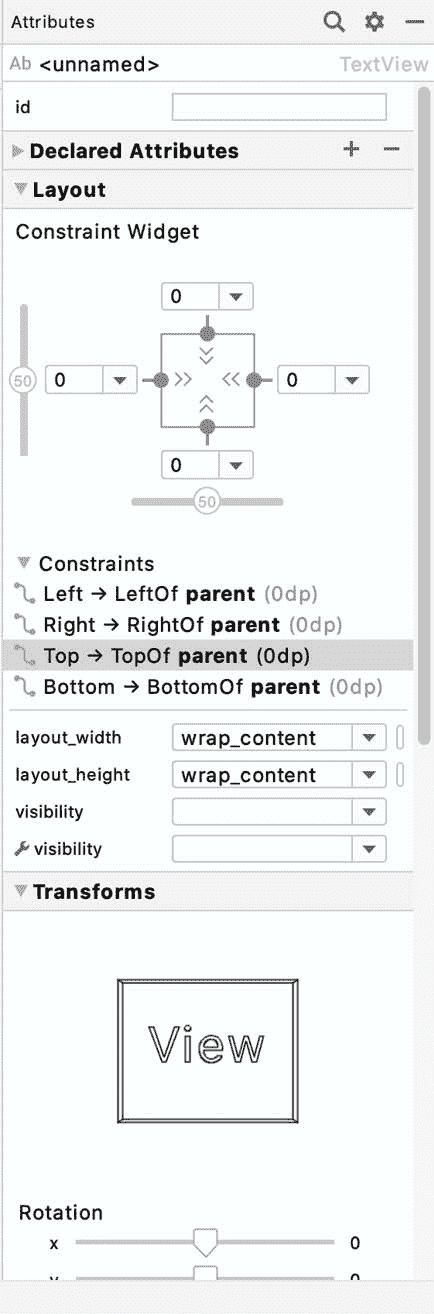 Attributes
Ab <unnamed> TextView
id
Declared Attributes
Layout
Constraint Widget
0
50 0 0
0
50
Constraints
Left → LeftOf parent (0dp)
Right → RightOf parent (0dp)
Top → TopOf parent (0dp)
Bottom → BottomOf parent (0dp)
layout_width wrap_content
layout_height wrap_content
visibility
visibility
Transforms
View
Rotation
x 0